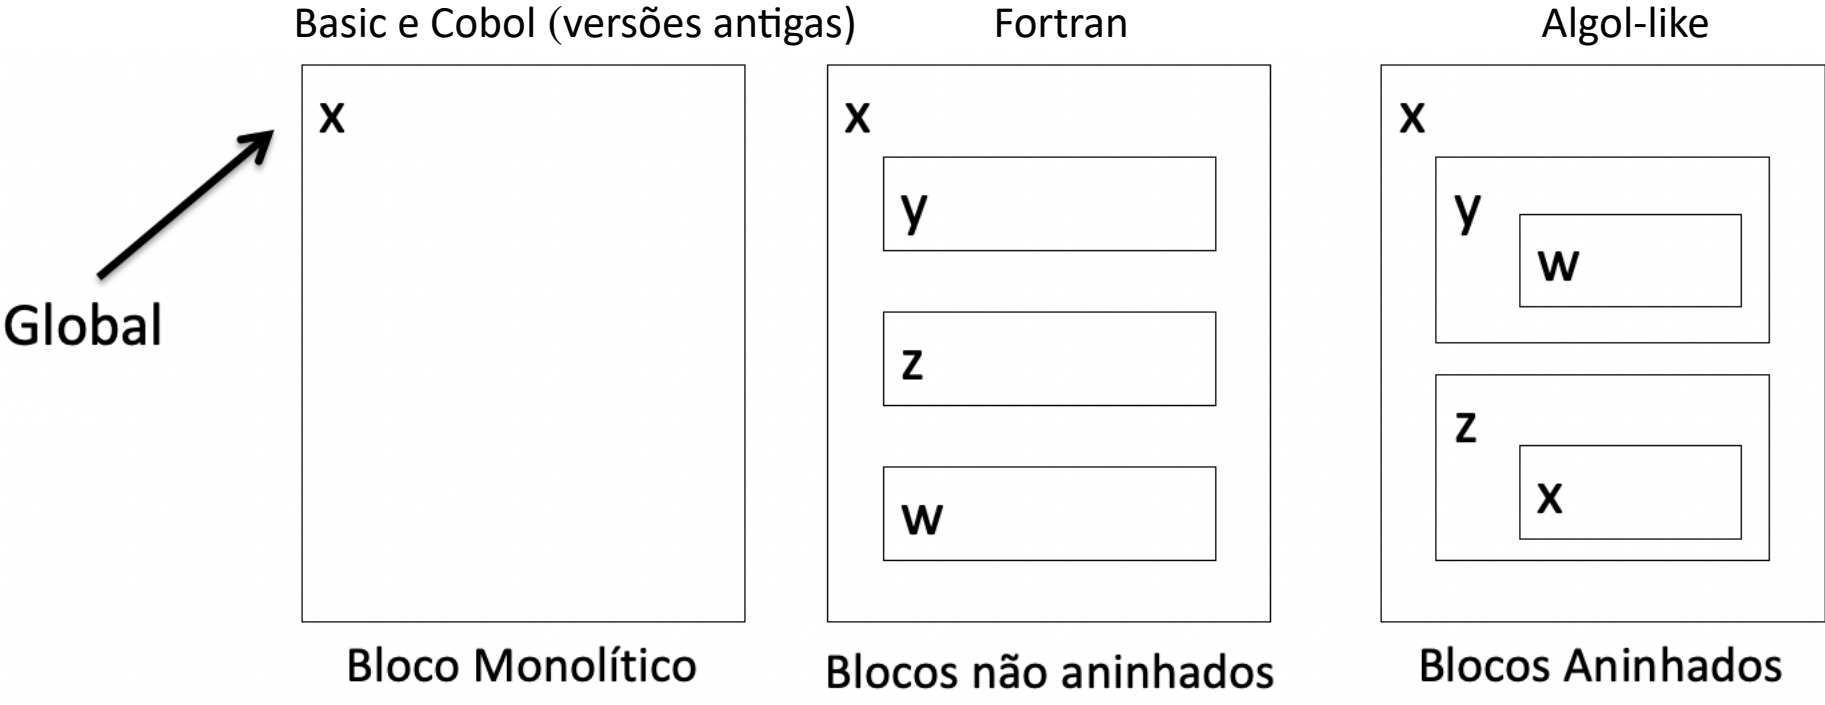 Basic e Cobol (versões antigas)
Fortran
Algol-like
Global
x
x
y
z
w
x
y
w
z
x
Bloco Monolítico
Blocos não aninhados
Blocos Aninhados